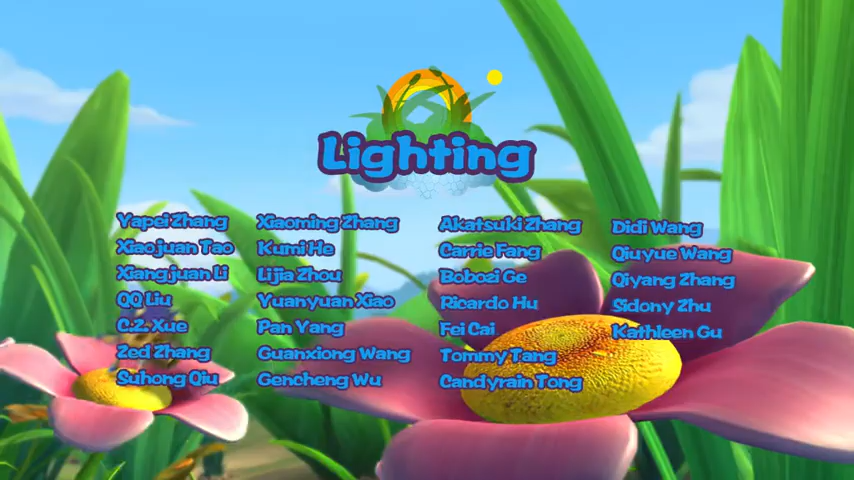 Lighting
Yapei Zhang
Xiaojuan Tao
Xiangjuan Li
QQ Liu
C.Z. Xue
Zed Zhang
Suhong Qiu
Xiaoming Zhang
Kumi He
Lijia Zhou
Yuanyuan Xiao
Pan Yang
Guanxiong Wang
Gencheng Wu
Akatsuki Zhang
Carrie Fang
Bobozi Ge
Ricardo Hu
Fei Cai
Tommy Tang
Candyrain Tong
Didi Wang
Qiuyue Wang
Qiyang Zhang
Sidony Zhu
Kathleen Gu